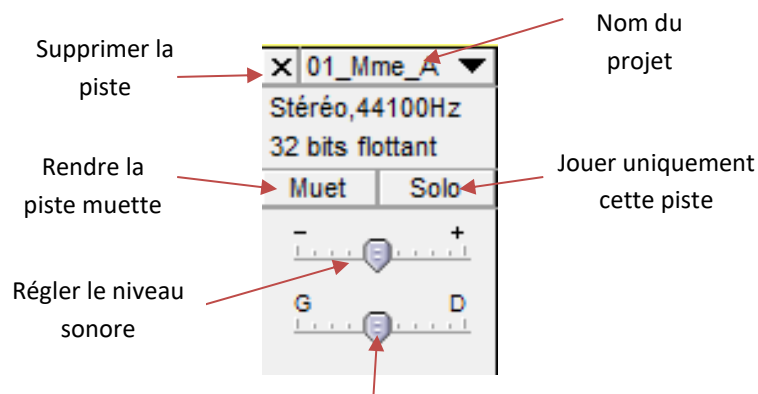 Nom du
projet
Supprimer la
piste
X 01_Mme_A
Stéréo,44100Hz
32 bits flottant
Rendre la
piste muette
Muet Solo
Jouer uniquement
cette piste
- +
Régler le niveau
sonore
G D